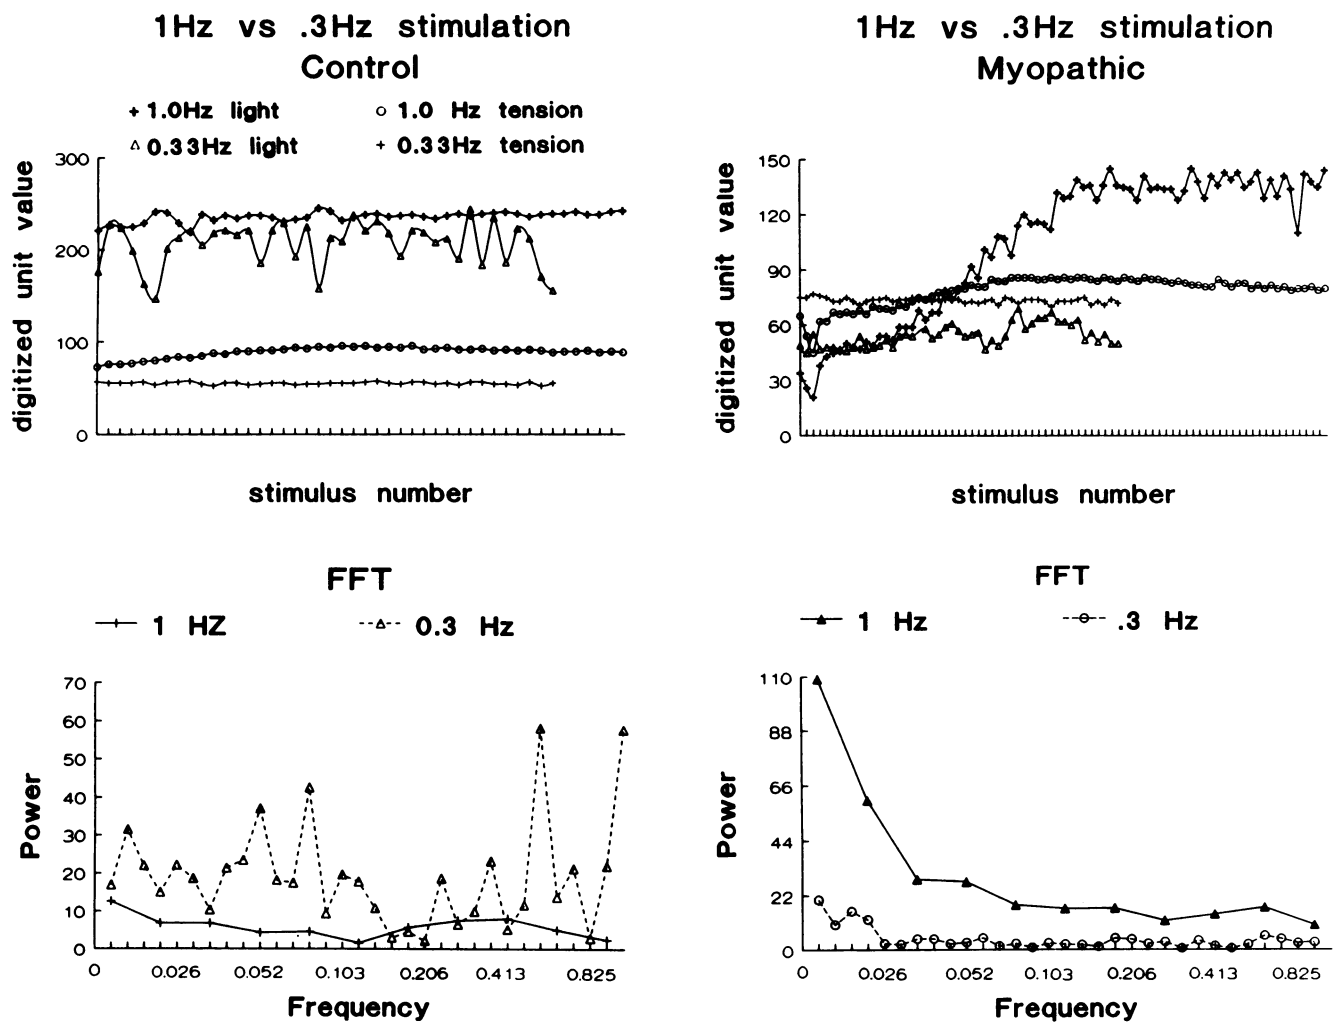 1Hz vs .3Hz stimulation
Control
1.0Hz light
1.0 Hz tension
0.33Hz light
0.33Hz tension
digitized unit value
300
200
100
0
stimulus number
1Hz vs .3Hz stimulation
Myopathic
digitized unit value
150
120
90
60
30
0
stimulus number
FFT
1 HZ
0.3 Hz
Power
70
60
50
40
30
20
10
0
0 0.026 0.052 0.103 0.206 0.413 0.825
Frequency
FFT
1 Hz
.3 Hz
Power
110
88
66
44
22
0
0 0.026 0.052 0.103 0.206 0.413 0.825
Frequency